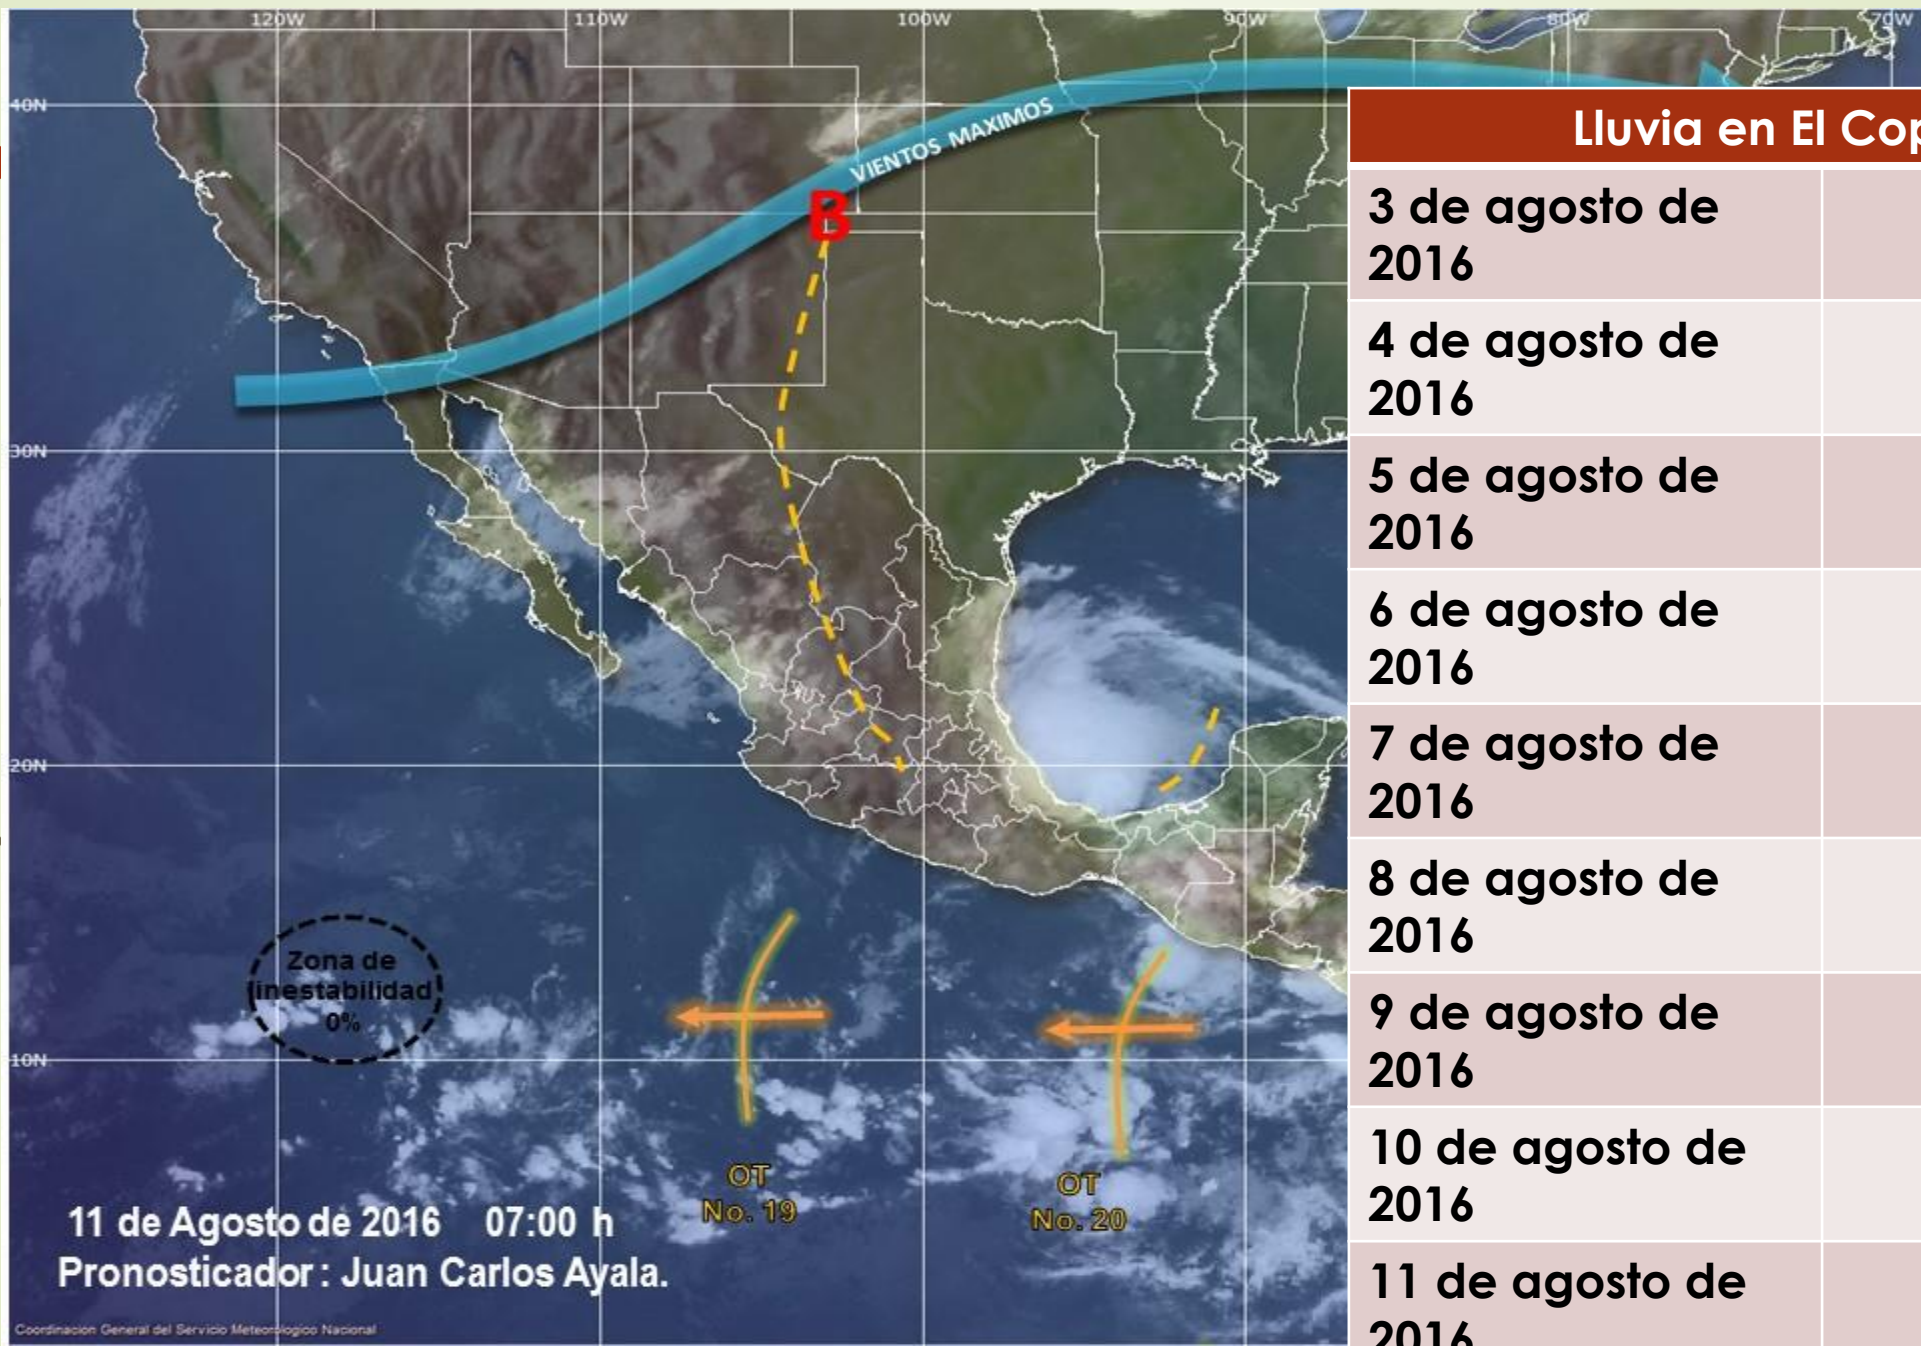 120W 110W 100W 90W 80W 70W
40N
VIENTOS MAXIMOS
B
30N
20N
Zona de
inestabilidad
0%
10N
OT
No. 19
OT
No. 20
11 de Agosto de 2016 07:00 h
Pronosticador : Juan Carlos Ayala.
Coordinacion General del Servicio Meteorologico Nacional
Lluvia en El Cop
3 de agosto de
2016
4 de agosto de
2016
5 de agosto de
2016
6 de agosto de
2016
7 de agosto de
2016
8 de agosto de
2016
9 de agosto de
2016
10 de agosto de
2016
11 de agosto de
2016